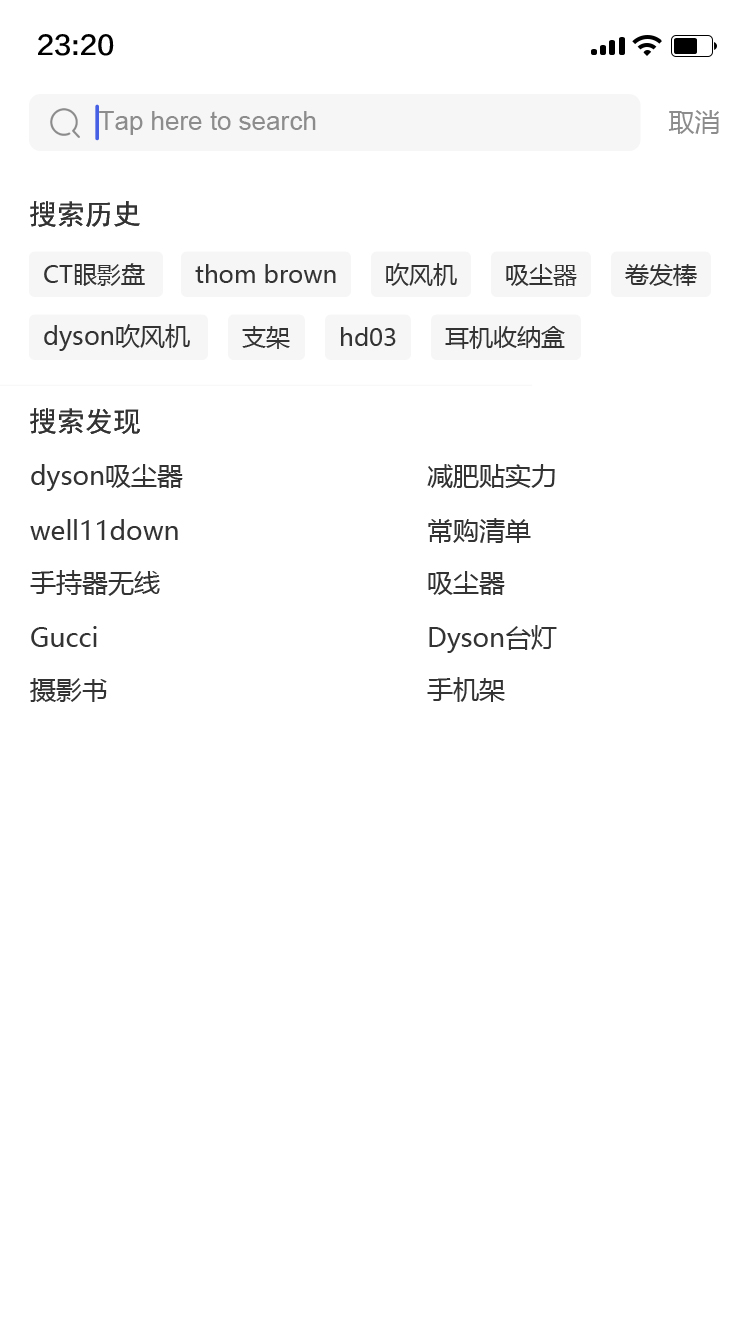 23:20
Tap here to search 取消
搜索历史
CT眼影盘 thom brown 吹风机 吸尘器 卷发棒
dyson吹风机 支架 hd03 耳机收纳盒
搜索发现
dyson吸尘器 减肥贴实力
well11down 常购清单
手持器无线 吸尘器
Gucci Dyson台灯
摄影书 手机架